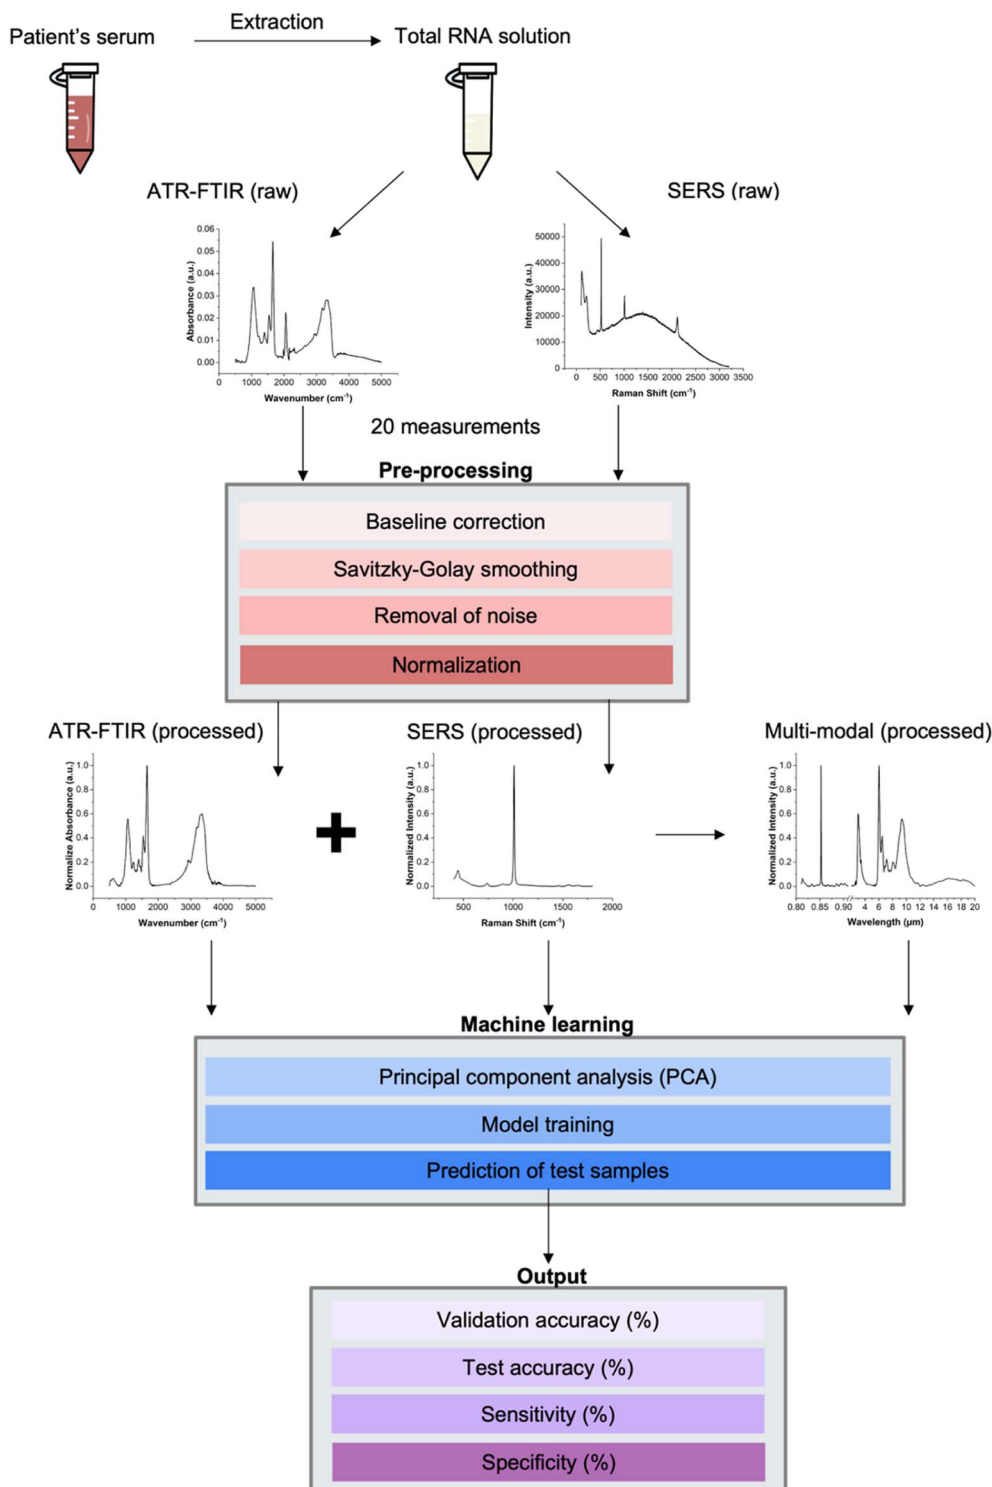 Extraction
Patient's serum
Total RNA solution
ATR-FTIR (raw)
SERS (raw)
Absorbance (a.u.)
0.06
0.05
0.04
0.03
0.02
0.01
0.00
0 1000 2000 3000 4000 5000
Wavenumber (cm⁻¹)
Intensity (a.u.)
50000
40000
30000
20000
10000
0
0 500 1000 1500 2000 2500 3000 3500
Raman Shift (cm⁻¹)
20 measurements
Pre-processing
Baseline correction
Savitzky-Golay smoothing
Removal of noise
Normalization
ATR-FTIR (processed)
SERS (processed)
Multi-modal (processed)
Normalize Absorbance (a.u.)
1.0
0.8
0.6
0.4
0.2
0.0
0 1000 2000 3000 4000 5000
Wavenumber (cm⁻¹)
+
Normalized Intensity (a.u.)
1.0
0.8
0.6
0.4
0.2
0.0
500 1000 1500 2000
Raman Shift (cm⁻¹)
Normalized Intensity (a.u.)
1.0
0.8
0.6
0.4
0.2
0.0
0.80 0.85 0.90 4 6 8 10 12 14 16 18 20
Wavelength (μm)
Machine learning
Principal component analysis (PCA)
Model training
Prediction of test samples
Output
Validation accuracy (%)
Test accuracy (%)
Sensitivity (%)
Specificity (%)